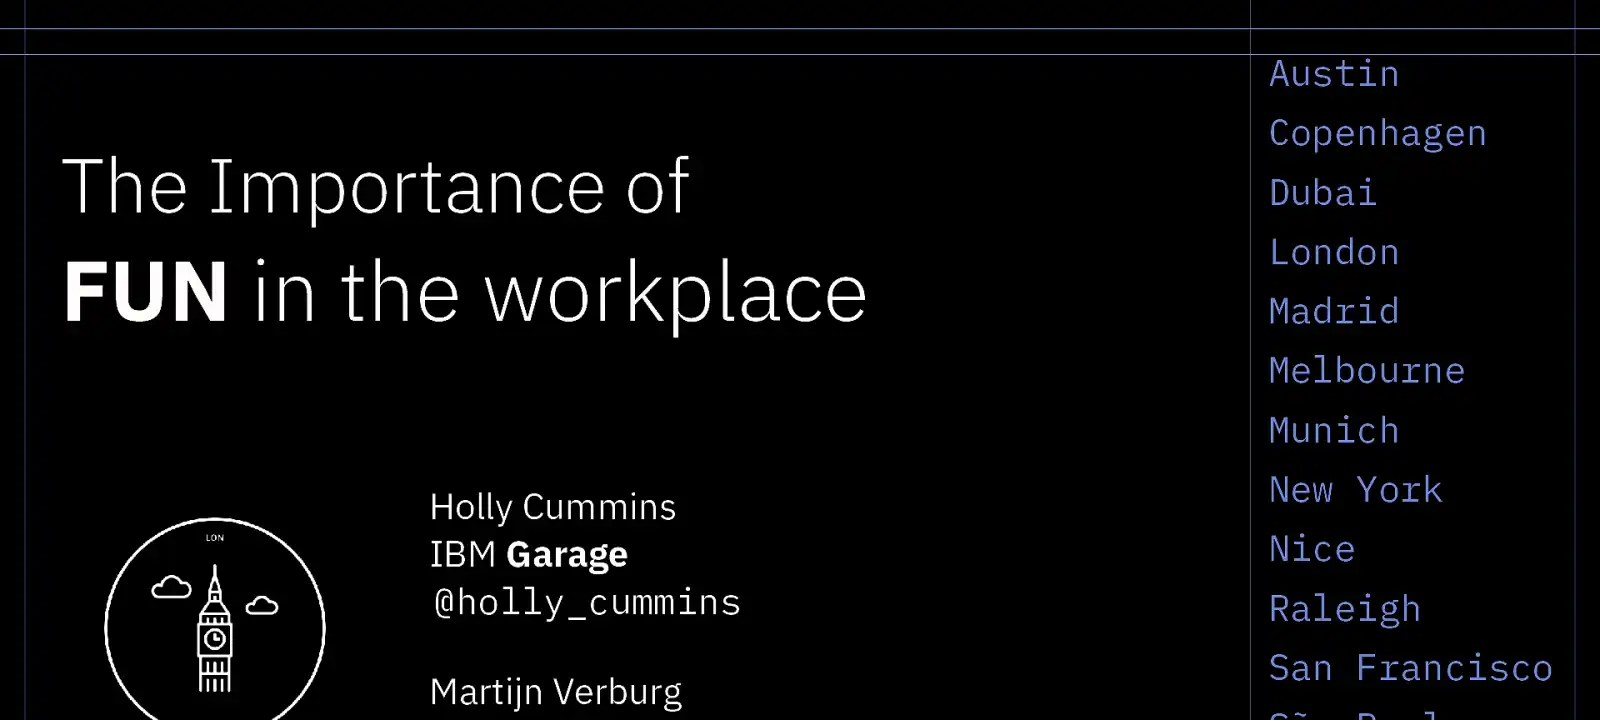 The Importance of
FUN in the workplace
LON
Holly Cummins
IBM Garage
@holly_cummins
Martijn Verburg
Austin
Copenhagen
Dubai
London
Madrid
Melbourne
Munich
New York
Nice
Raleigh
San Francisco